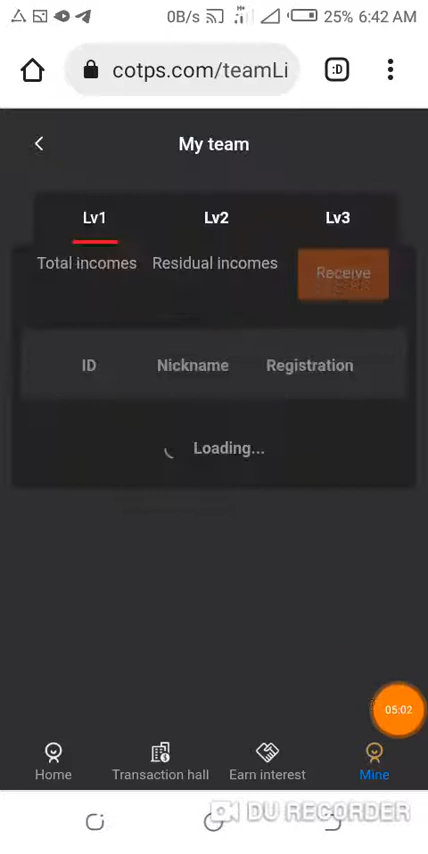 0B/s 25% 6:42 AM
cotps.com/teamLi :D
My team
Lv1 Lv2 Lv3
Total incomes Residual incomes Receive
ID Nickname Registration
Loading...
05:02
Home Transaction hall Earn interest Mine
DU RECORDER